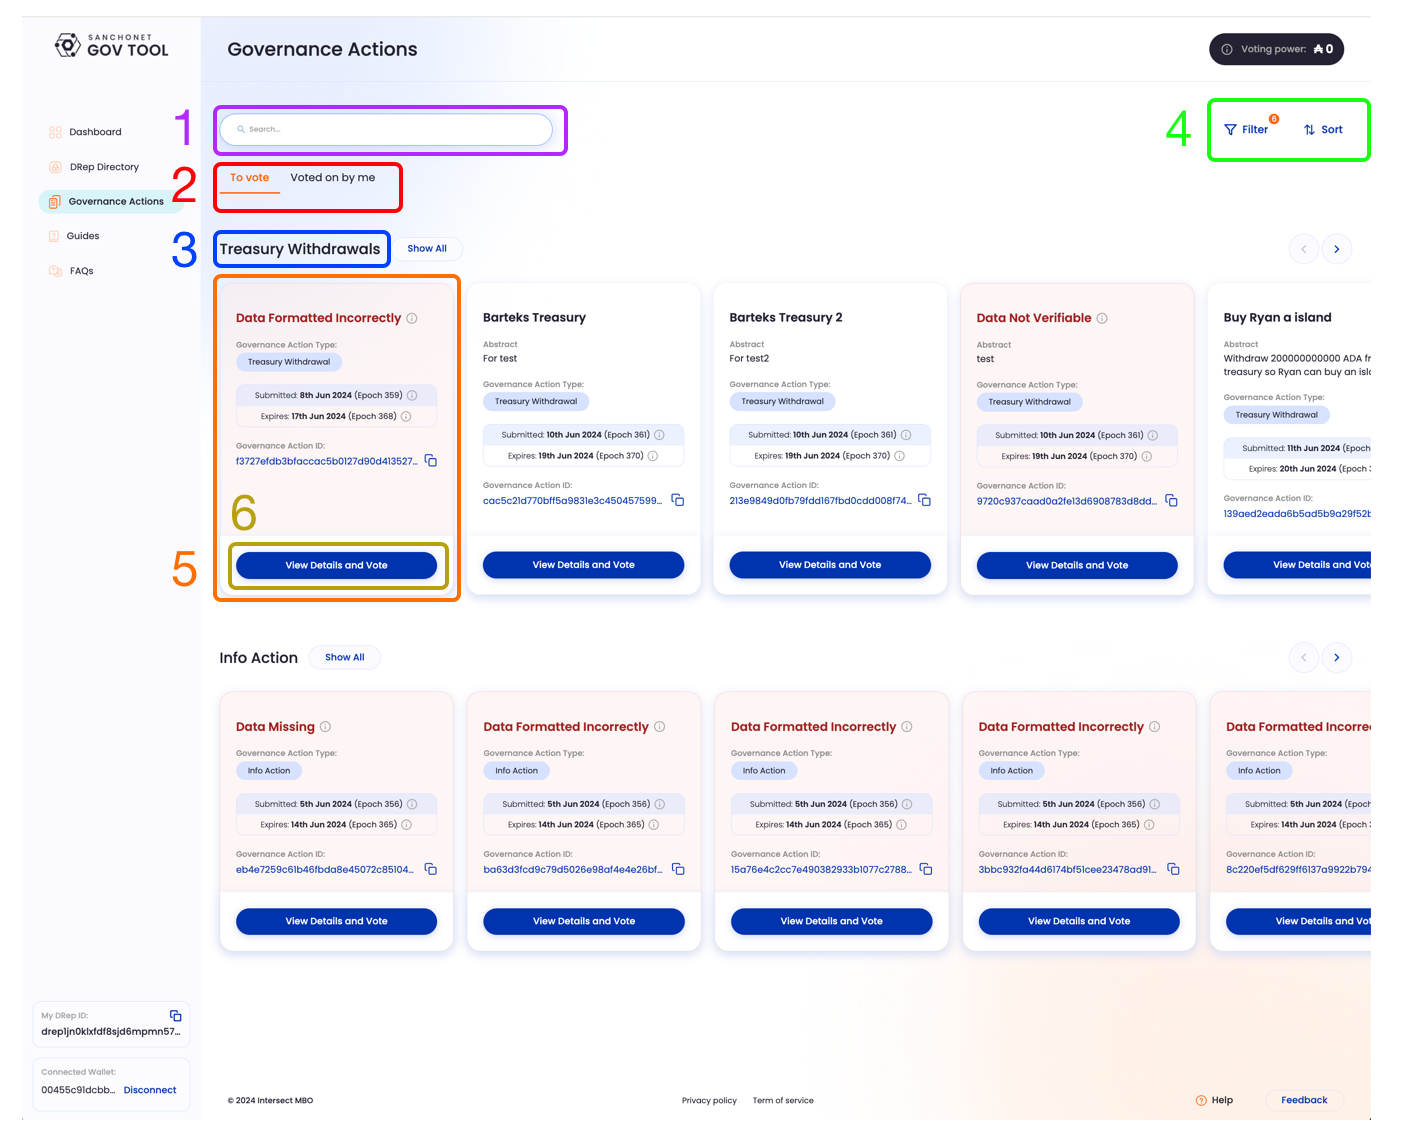 SANCHONET
GOV TOOL
Governance Actions
Voting power: ₳ 0
Dashboard
DRep Directory
Governance Actions
Guides
FAQs
1
Search...
4
Filter
6
Sort
2
To vote
Voted on by me
3
Treasury Withdrawals
Show All
5
Data Formatted Incorrectly
Governance Action Type:
Treasury Withdrawal
Submitted: 8th Jun 2024 (Epoch 359)
Expires: 17th Jun 2024 (Epoch 368)
Governance Action ID:
f3727efdb3bfaccac5b0127d90d413527...
6
View Details and Vote
Barteks Treasury
Abstract
For test
Governance Action Type:
Treasury Withdrawal
Submitted: 10th Jun 2024 (Epoch 361)
Expires: 19th Jun 2024 (Epoch 370)
Governance Action ID:
cac5c21d770bff5a9831e3c450457599...
View Details and Vote
Barteks Treasury 2
Abstract
For test2
Governance Action Type:
Treasury Withdrawal
Submitted: 10th Jun 2024 (Epoch 361)
Expires: 19th Jun 2024 (Epoch 370)
Governance Action ID:
213e9849d0fb79fdd167fbd0cdd008f74...
View Details and Vote
Data Not Verifiable
Abstract
test
Governance Action Type:
Treasury Withdrawal
Submitted: 10th Jun 2024 (Epoch 361)
Expires: 19th Jun 2024 (Epoch 370)
Governance Action ID:
9720c937caad0a2fe13d6908783d8dd...
View Details and Vote
Buy Ryan a island
Abstract
Withdraw 200000000000 ADA fr
treasury so Ryan can buy an isl
Governance Action Type:
Treasury Withdrawal
Submitted: 11th Jun 2024 (Epoch
Expires: 20th Jun 2024 (Epoch
Governance Action ID:
139aed2eada6b5ad5b9a29f52b
View Details and Vot
Info Action
Show All
Data Missing
Governance Action Type:
Info Action
Submitted: 5th Jun 2024 (Epoch 356)
Expires: 14th Jun 2024 (Epoch 365)
Governance Action ID:
eb4e7259c61b46fbda8e45072c85104...
View Details and Vote
Data Formatted Incorrectly
Governance Action Type:
Info Action
Submitted: 5th Jun 2024 (Epoch 356)
Expires: 14th Jun 2024 (Epoch 365)
Governance Action ID:
ba63d3fcd9c79d5026e98af4e4e26bf...
View Details and Vote
Data Formatted Incorrectly
Governance Action Type:
Info Action
Submitted: 5th Jun 2024 (Epoch 356)
Expires: 14th Jun 2024 (Epoch 365)
Governance Action ID:
15a76e4c2cc7e490382933b1077c2788...
View Details and Vote
Data Formatted Incorrectly
Governance Action Type:
Info Action
Submitted: 5th Jun 2024 (Epoch 356)
Expires: 14th Jun 2024 (Epoch 365)
Governance Action ID:
3bbc932fa44d6174bf51cee23478ad91...
View Details and Vote
Data Formatted Incorre
Governance Action Type:
Info Action
Submitted: 5th Jun 2024 (Epoch
Expires: 14th Jun 2024 (Epoch
Governance Action ID:
8c220ef5df629ff6137a9922b794
View Details and Vot
My DRep ID:
drep1jn0klxfdf8sjd6mpmn57...
Connected Wallet:
00455c91dcbb...
Disconnect
© 2024 Intersect MBO
Privacy policy
Term of service
Help
Feedback